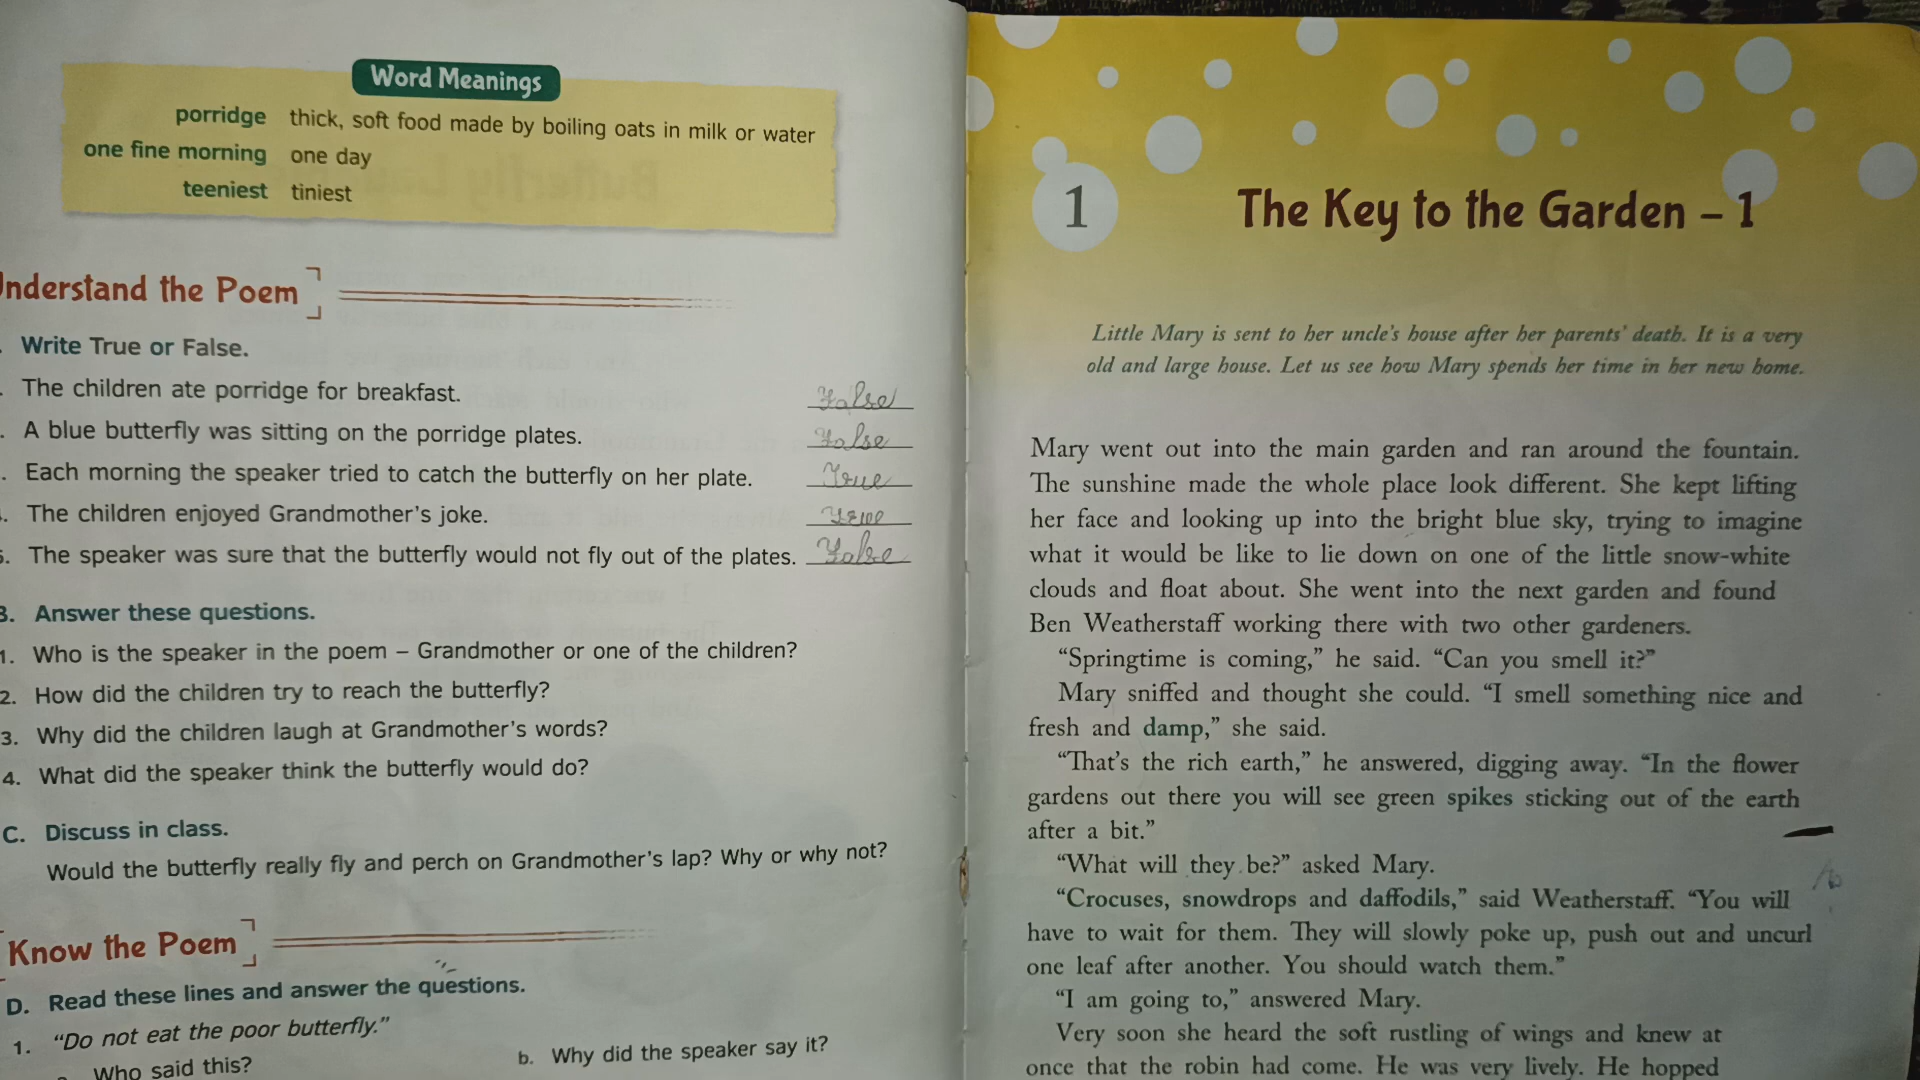 Word Meanings
porridge thick, soft food made by boiling oats in milk or water
one fine morning one day
teeniest tiniest
Understand the Poem
Write True or False.
The children ate porridge for breakfast. False
A blue butterfly was sitting on the porridge plates. False
Each morning the speaker tried to catch the butterfly on her plate. True
The children enjoyed Grandmother's joke. True
5. The speaker was sure that the butterfly would not fly out of the plates. False
B. Answer these questions.
1. Who is the speaker in the poem – Grandmother or one of the children?
2. How did the children try to reach the butterfly?
3. Why did the children laugh at Grandmother's words?
4. What did the speaker think the butterfly would do?
C. Discuss in class.
Would the butterfly really fly and perch on Grandmother's lap? Why or why not?
Know the Poem
D. Read these lines and answer the questions.
1. “Do not eat the poor butterfly.”
Who said this? b. Why did the speaker say it?
1 The Key to the Garden – 1
Little Mary is sent to her uncle's house after her parents' death. It is a very
old and large house. Let us see how Mary spends her time in her new home.
Mary went out into the main garden and ran around the fountain.
The sunshine made the whole place look different. She kept lifting
her face and looking up into the bright blue sky, trying to imagine
what it would be like to lie down on one of the little snow-white
clouds and float about. She went into the next garden and found
Ben Weatherstaff working there with two other gardeners.
“Springtime is coming,” he said. “Can you smell it?”
Mary sniffed and thought she could. “I smell something nice and
fresh and damp,” she said.
“That's the rich earth,” he answered, digging away. “In the flower
gardens out there you will see green spikes sticking out of the earth
after a bit.”
“What will they be?” asked Mary.
“Crocuses, snowdrops and daffodils,” said Weatherstaff. “You will
have to wait for them. They will slowly poke up, push out and uncurl
one leaf after another. You should watch them.”
“I am going to,” answered Mary.
Very soon she heard the soft rustling of wings and knew at
once that the robin had come. He was very lively. He hopped